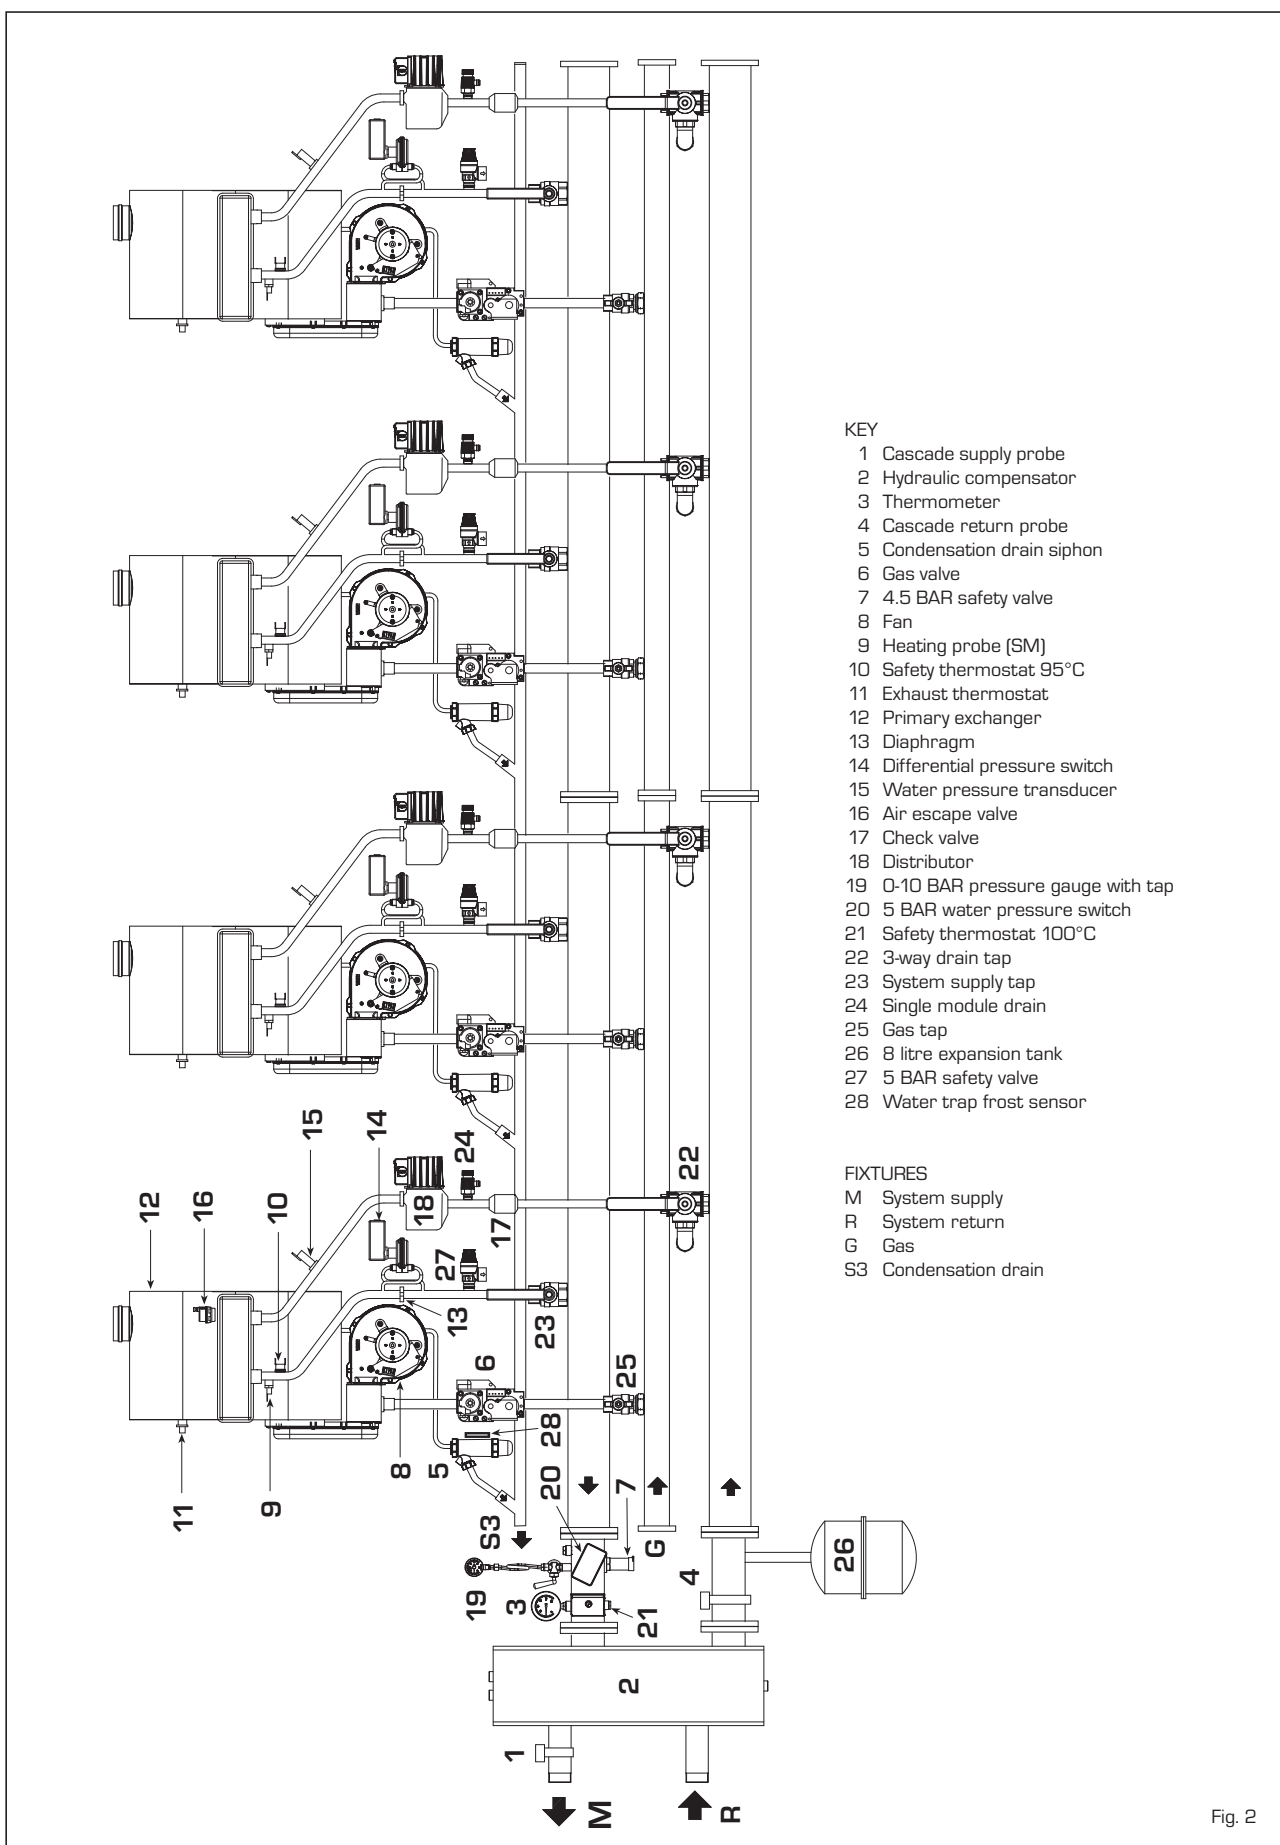 KEY
1 Cascade supply probe
2 Hydraulic compensator
3 Thermometer
4 Cascade return probe
5 Condensation drain siphon
6 Gas valve
7 4.5 BAR safety valve
8 Fan
9 Heating probe (SM)
10 Safety thermostat 95°C
11 Exhaust thermostat
12 Primary exchanger
13 Diaphragm
14 Differential pressure switch
15 Water pressure transducer
16 Air escape valve
17 Check valve
18 Distributor
19 0-10 BAR pressure gauge with tap
20 5 BAR water pressure switch
21 Safety thermostat 100°C
22 3-way drain tap
23 System supply tap
24 Single module drain
25 Gas tap
26 8 litre expansion tank
27 5 BAR safety valve
28 Water trap frost sensor
FIXTURES
M System supply
R System return
G Gas
S3 Condensation drain
12
16
10
15
14
18
24
17
22
27
13
23
6
25
11
9
8
5
28
20
7
S3
G
19
3
21
4
26
2
1
M
R
Fig. 2